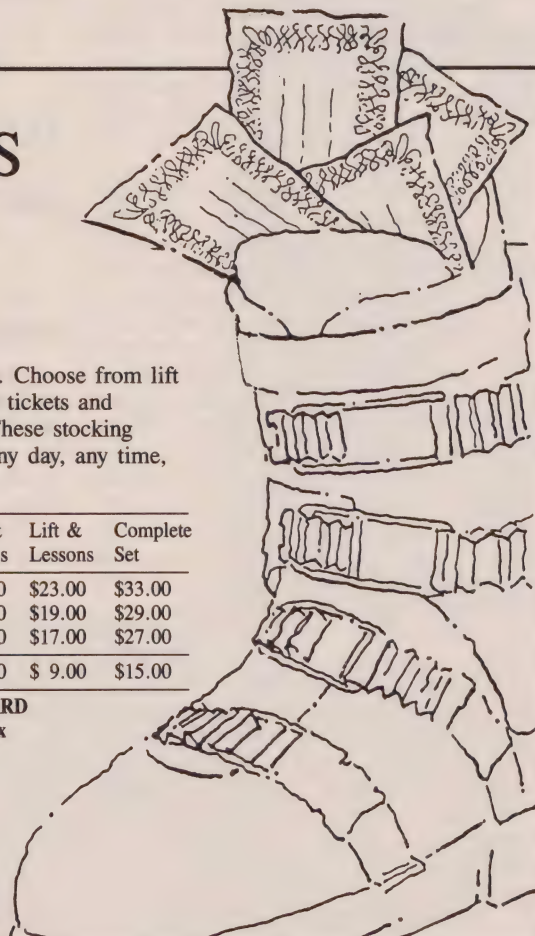 S
. Choose from lift
tickets and
These stocking
ny day, any time,
Lift & Complete
s Lessons Set
0 $23.00 $33.00
0 $19.00 $29.00
0 $17.00 $27.00
0 $ 9.00 $15.00
RD
x